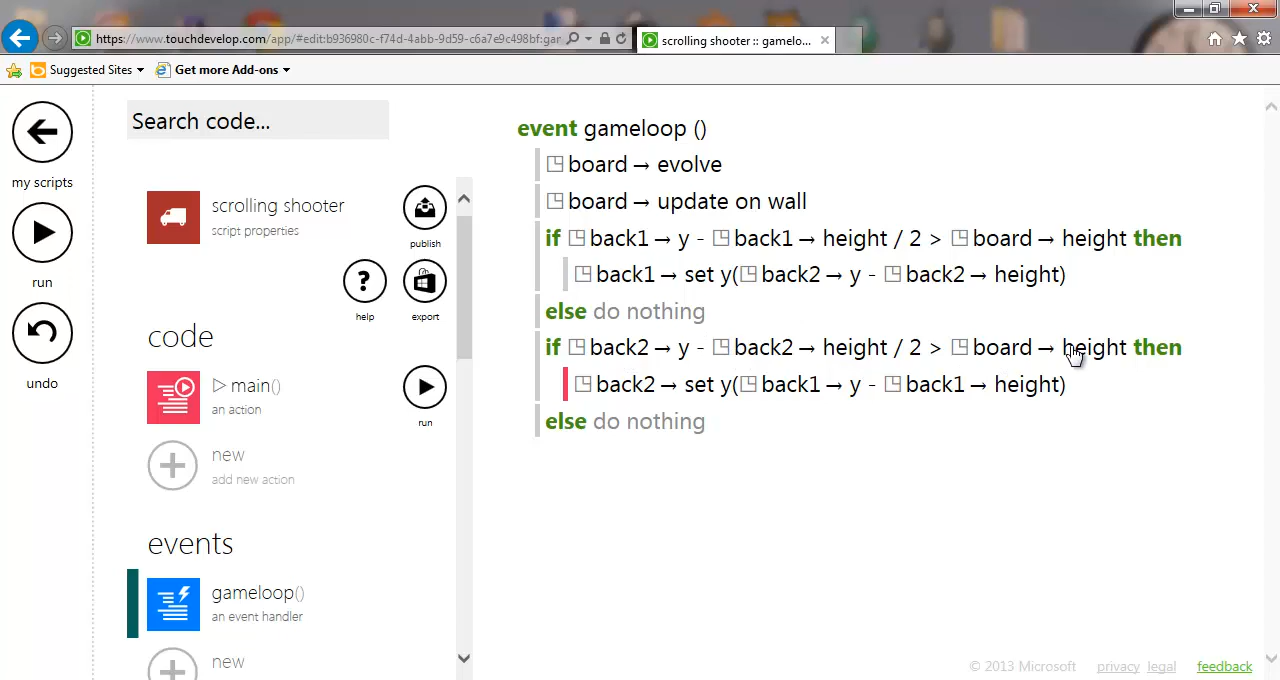 https://www.touchdevelop.com/app/#edit:b936980c-f74d-4abb-9d59-c6a7e9c498bf:gar
scrolling shooter :: gamelo...
Suggested Sites
Get more Add-ons
my scripts
run
undo
Search code...
scrolling shooter
script properties
publish
help
export
code
▷ main()
an action
run
new
add new action
events
gameloop()
an event handler
new
event gameloop ()
board → evolve
board → update on wall
if back1 → y - back1 → height / 2 > board → height then
back1 → set y(back2 → y - back2 → height)
else do nothing
if back2 → y - back2 → height / 2 > board → height then
back2 → set y(back1 → y - back1 → height)
else do nothing
© 2013 Microsoft privacy legal feedback